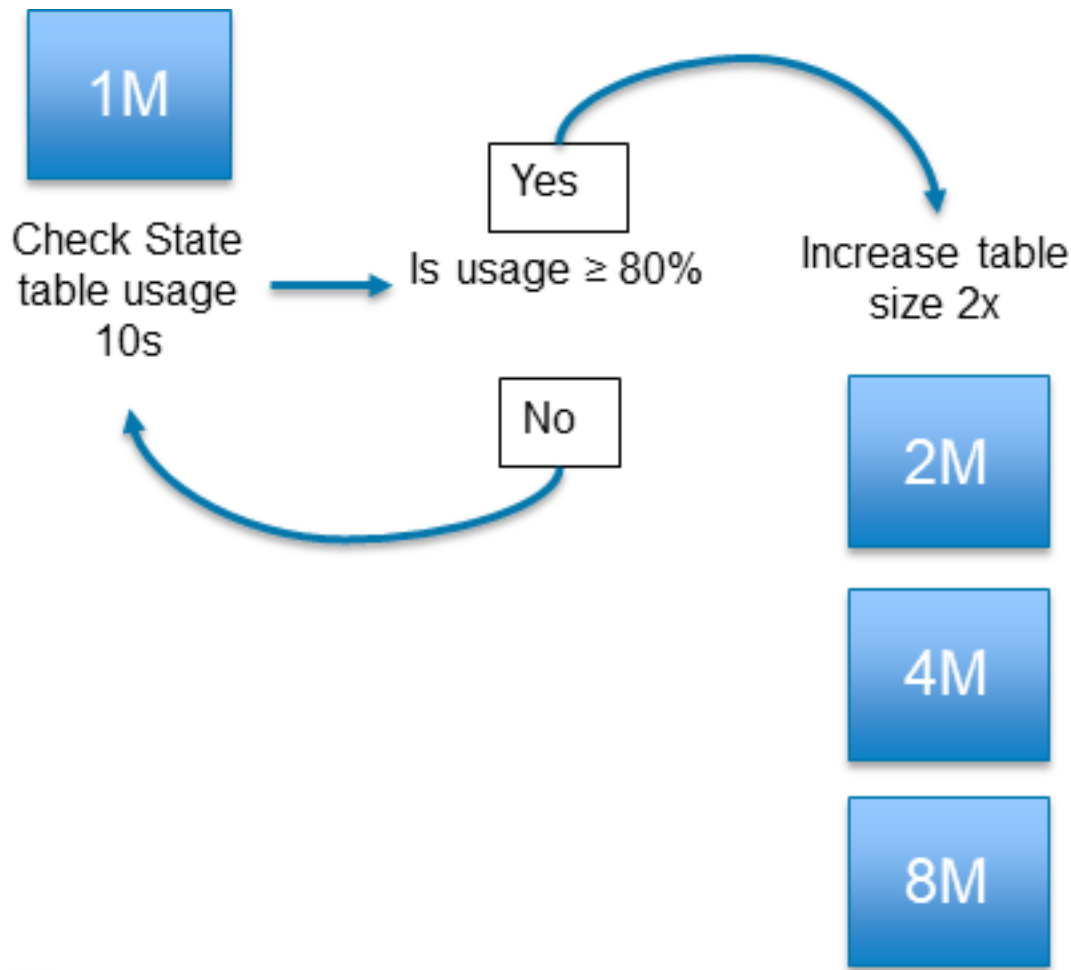 1M
Check State
table usage
10s
Yes
Is usage ≥ 80%
No
Increase table
size 2x
2M
4M
8M